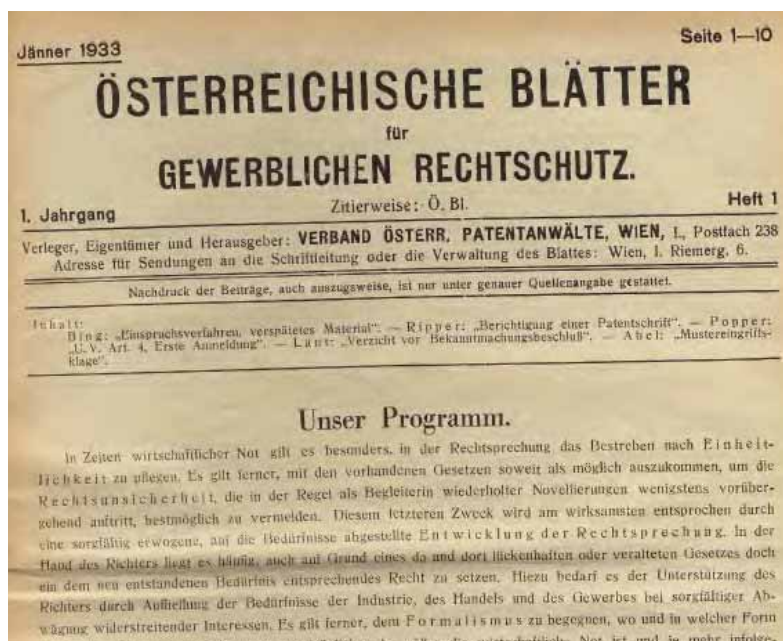 Jänner 1933
Seite 1—10
ÖSTERREICHISCHE BLÄTTER
für
GEWERBLICHEN RECHTSCHUTZ.
1. Jahrgang
Zitierweise: Ö. Bl.
Heft 1
Verleger, Eigentümer und Herausgeber: VERBAND ÖSTERR. PATENTANWÄLTE, WIEN, I., Postfach 238
Adresse für Sendungen an die Schriftleitung oder die Verwaltung des Blattes: Wien, I. Riemerg. 6.
Nachdruck der Beiträge, auch auszugsweise, ist nur unter genauer Quellenangabe gestattet.
Inhalt:
Bing: „Einspruchsverfahren, verspätetes Material". — Ripper: „Berichtigung einer Patentschrift". — Popper:
„U. V. Art. 4, Erste Anmeldung". — Lant: „Verzicht vor Bekanntmachungsbeschluß". — Abel: „Mustereingriffs-
klage".
Unser Programm.
In Zeiten wirtschaftlicher Not gilt es besonders, in der Rechtsprechung das Bestreben nach Einheit-
lichkeit zu pflegen. Es gilt ferner, mit den vorhandenen Gesetzen soweit als möglich auszukommen, um die
Rechtsunsicherheit, die in der Regel als Begleiterin wiederholter Novellierungen wenigstens vorüber-
gehend auftritt, bestmöglich zu vermeiden. Diesem letzteren Zweck wird am wirksamsten entsprochen durch
eine sorgfältig erwogene, auf die Bedürfnisse abgestellte Entwicklung der Rechtsprechung. In der
Hand des Richters liegt es häufig, auch auf Grund eines da und dort lückenhaften oder veralteten Gesetzes doch
ein dem neu entstandenen Bedürfnis entsprechendes Recht zu setzen. Hiezu bedarf es der Unterstützung des
Richters durch Aufhellung der Bedürfnisse der Industrie, des Handels und des Gewerbes bei sorgfältiger Ab-
wägung widerstreitender Interessen. Es gilt ferner, dem Formalismus zu begegnen, wo und in welcher Form
wirtschaftliche Not ist und in mehr